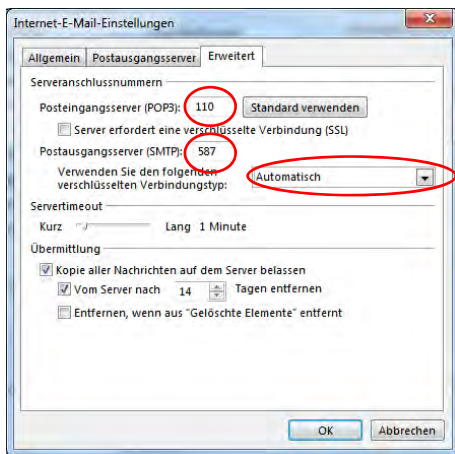 Internet-E-Mail-Einstellungen
Allgemein Postausgangsserver Erweitert
Serveranschlussnummern
Posteingangsserver (POP3): 110 Standard verwenden
Server erfordert eine verschlüsselte Verbindung (SSL)
Postausgangsserver (SMTP): 587
Verwenden Sie den folgenden
verschlüsselten Verbindungstyp: Automatisch
Servertimeout
Kurz Lang 1 Minute
Übermittlung
Kopie aller Nachrichten auf dem Server belassen
Vom Server nach 14 Tagen entfernen
Entfernen, wenn aus "Gelöschte Elemente" entfernt
OK Abbrechen